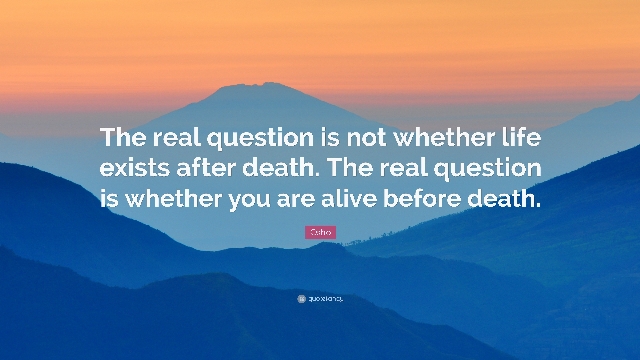 The real question is not whether life
exists after death. The real question
is whether you are alive before death.
Osho
quotefancy